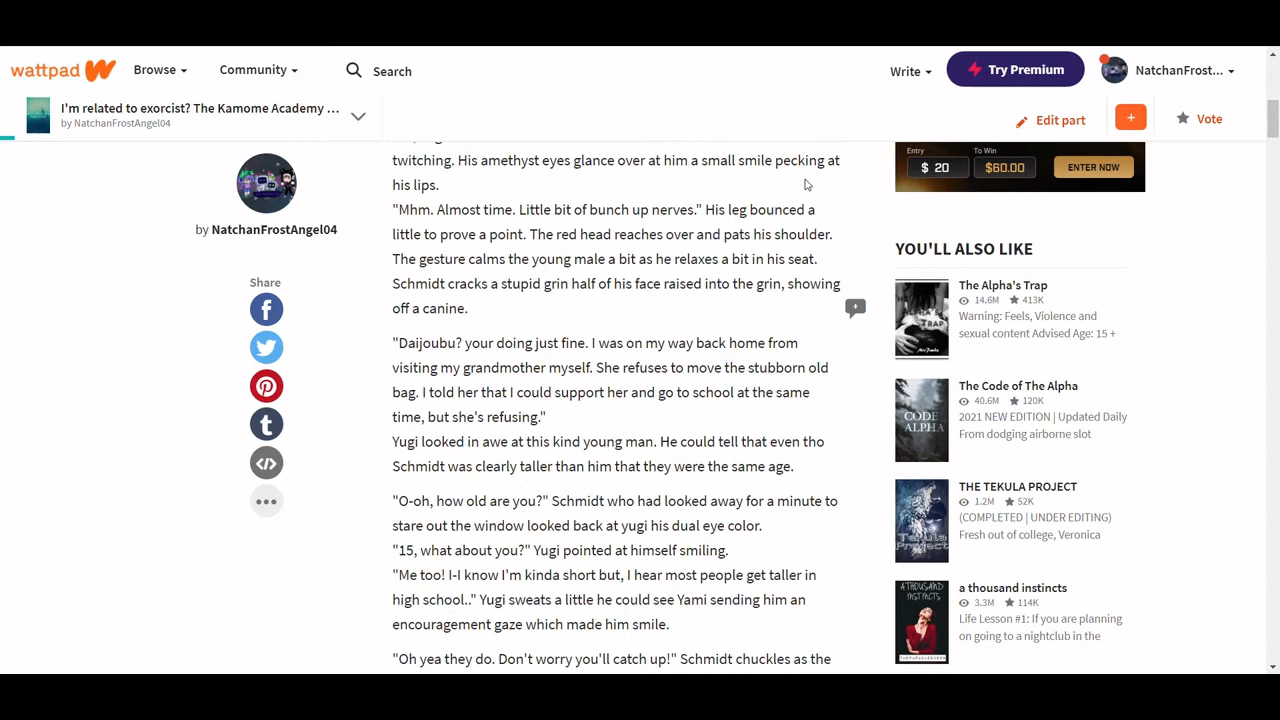 wattpad
Browse
Community
Search
Write
Try Premium
NatchanFrost...
I'm related to exorcist? The Kamome Academy ...
by NatchanFrostAngel04
Edit part
+
Vote
by NatchanFrostAngel04
Share
twitching. His amethyst eyes glance over at him a small smile pecking at
his lips.
"Mhm. Almost time. Little bit of bunch up nerves." His leg bounced a
little to prove a point. The red head reaches over and pats his shoulder.
The gesture calms the young male a bit as he relaxes a bit in his seat.
Schmidt cracks a stupid grin half of his face raised into the grin, showing
off a canine.
"Daijoubu? your doing just fine. I was on my way back home from
visiting my grandmother myself. She refuses to move the stubborn old
bag. I told her that I could support her and go to school at the same
time, but she's refusing."
Yugi looked in awe at this kind young man. He could tell that even tho
Schmidt was clearly taller than him that they were the same age.
"O-oh, how old are you?" Schmidt who had looked away for a minute to
stare out the window looked back at yugi his dual eye color.
"15, what about you?" Yugi pointed at himself smiling.
"Me too! I-I know I'm kinda short but, I hear most people get taller in
high school.." Yugi sweats a little he could see Yami sending him an
encouragement gaze which made him smile.
"Oh yea they do. Don't worry you'll catch up!" Schmidt chuckles as the
Entry
$ 20
To Win
$60.00
ENTER NOW
YOU'LL ALSO LIKE
The Alpha's Trap
14.6M 413K
Warning: Feels, Violence and
sexual content Advised Age: 15 +
CODE
ALPHA
The Code of The Alpha
40.6M 120K
2021 NEW EDITION | Updated Daily
From dodging airborne slot
THE TEKULA PROJECT
1.2M 52K
(COMPLETED | UNDER EDITING)
Fresh out of college, Veronica
A THOUSAND
INSTINCTS
a thousand instincts
3.3M 114K
Life Lesson #1: If you are planning
on going to a nightclub in the